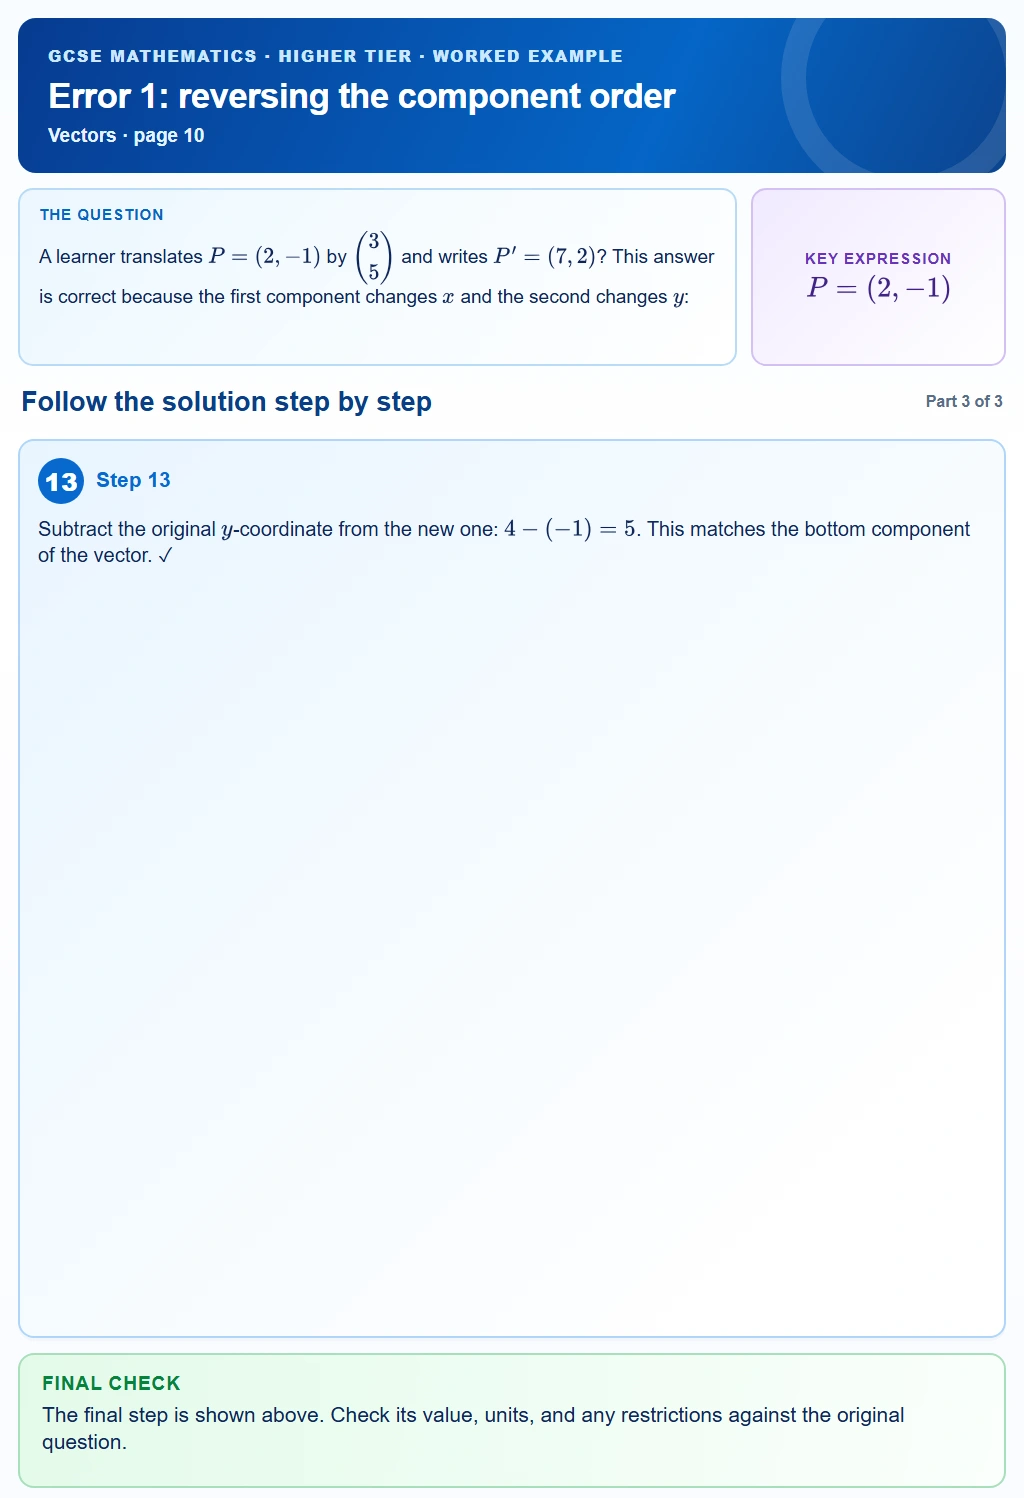 GCSE MATHEMATICS · HIGHER TIER · WORKED EXAMPLE
Error 1: reversing the component order
Vectors · page 10
THE QUESTION
A learner translates P = (2, −1) by (3 5) and writes P′ = (7, 2)? This answer
is correct because the first component changes x and the second changes y:
KEY EXPRESSION
P = (2, −1)
Follow the solution step by step
Part 3 of 3
13 Step 13
Subtract the original y-coordinate from the new one: 4 − (−1) = 5. This matches the bottom component
of the vector. ✓
FINAL CHECK
The final step is shown above. Check its value, units, and any restrictions against the original
question.